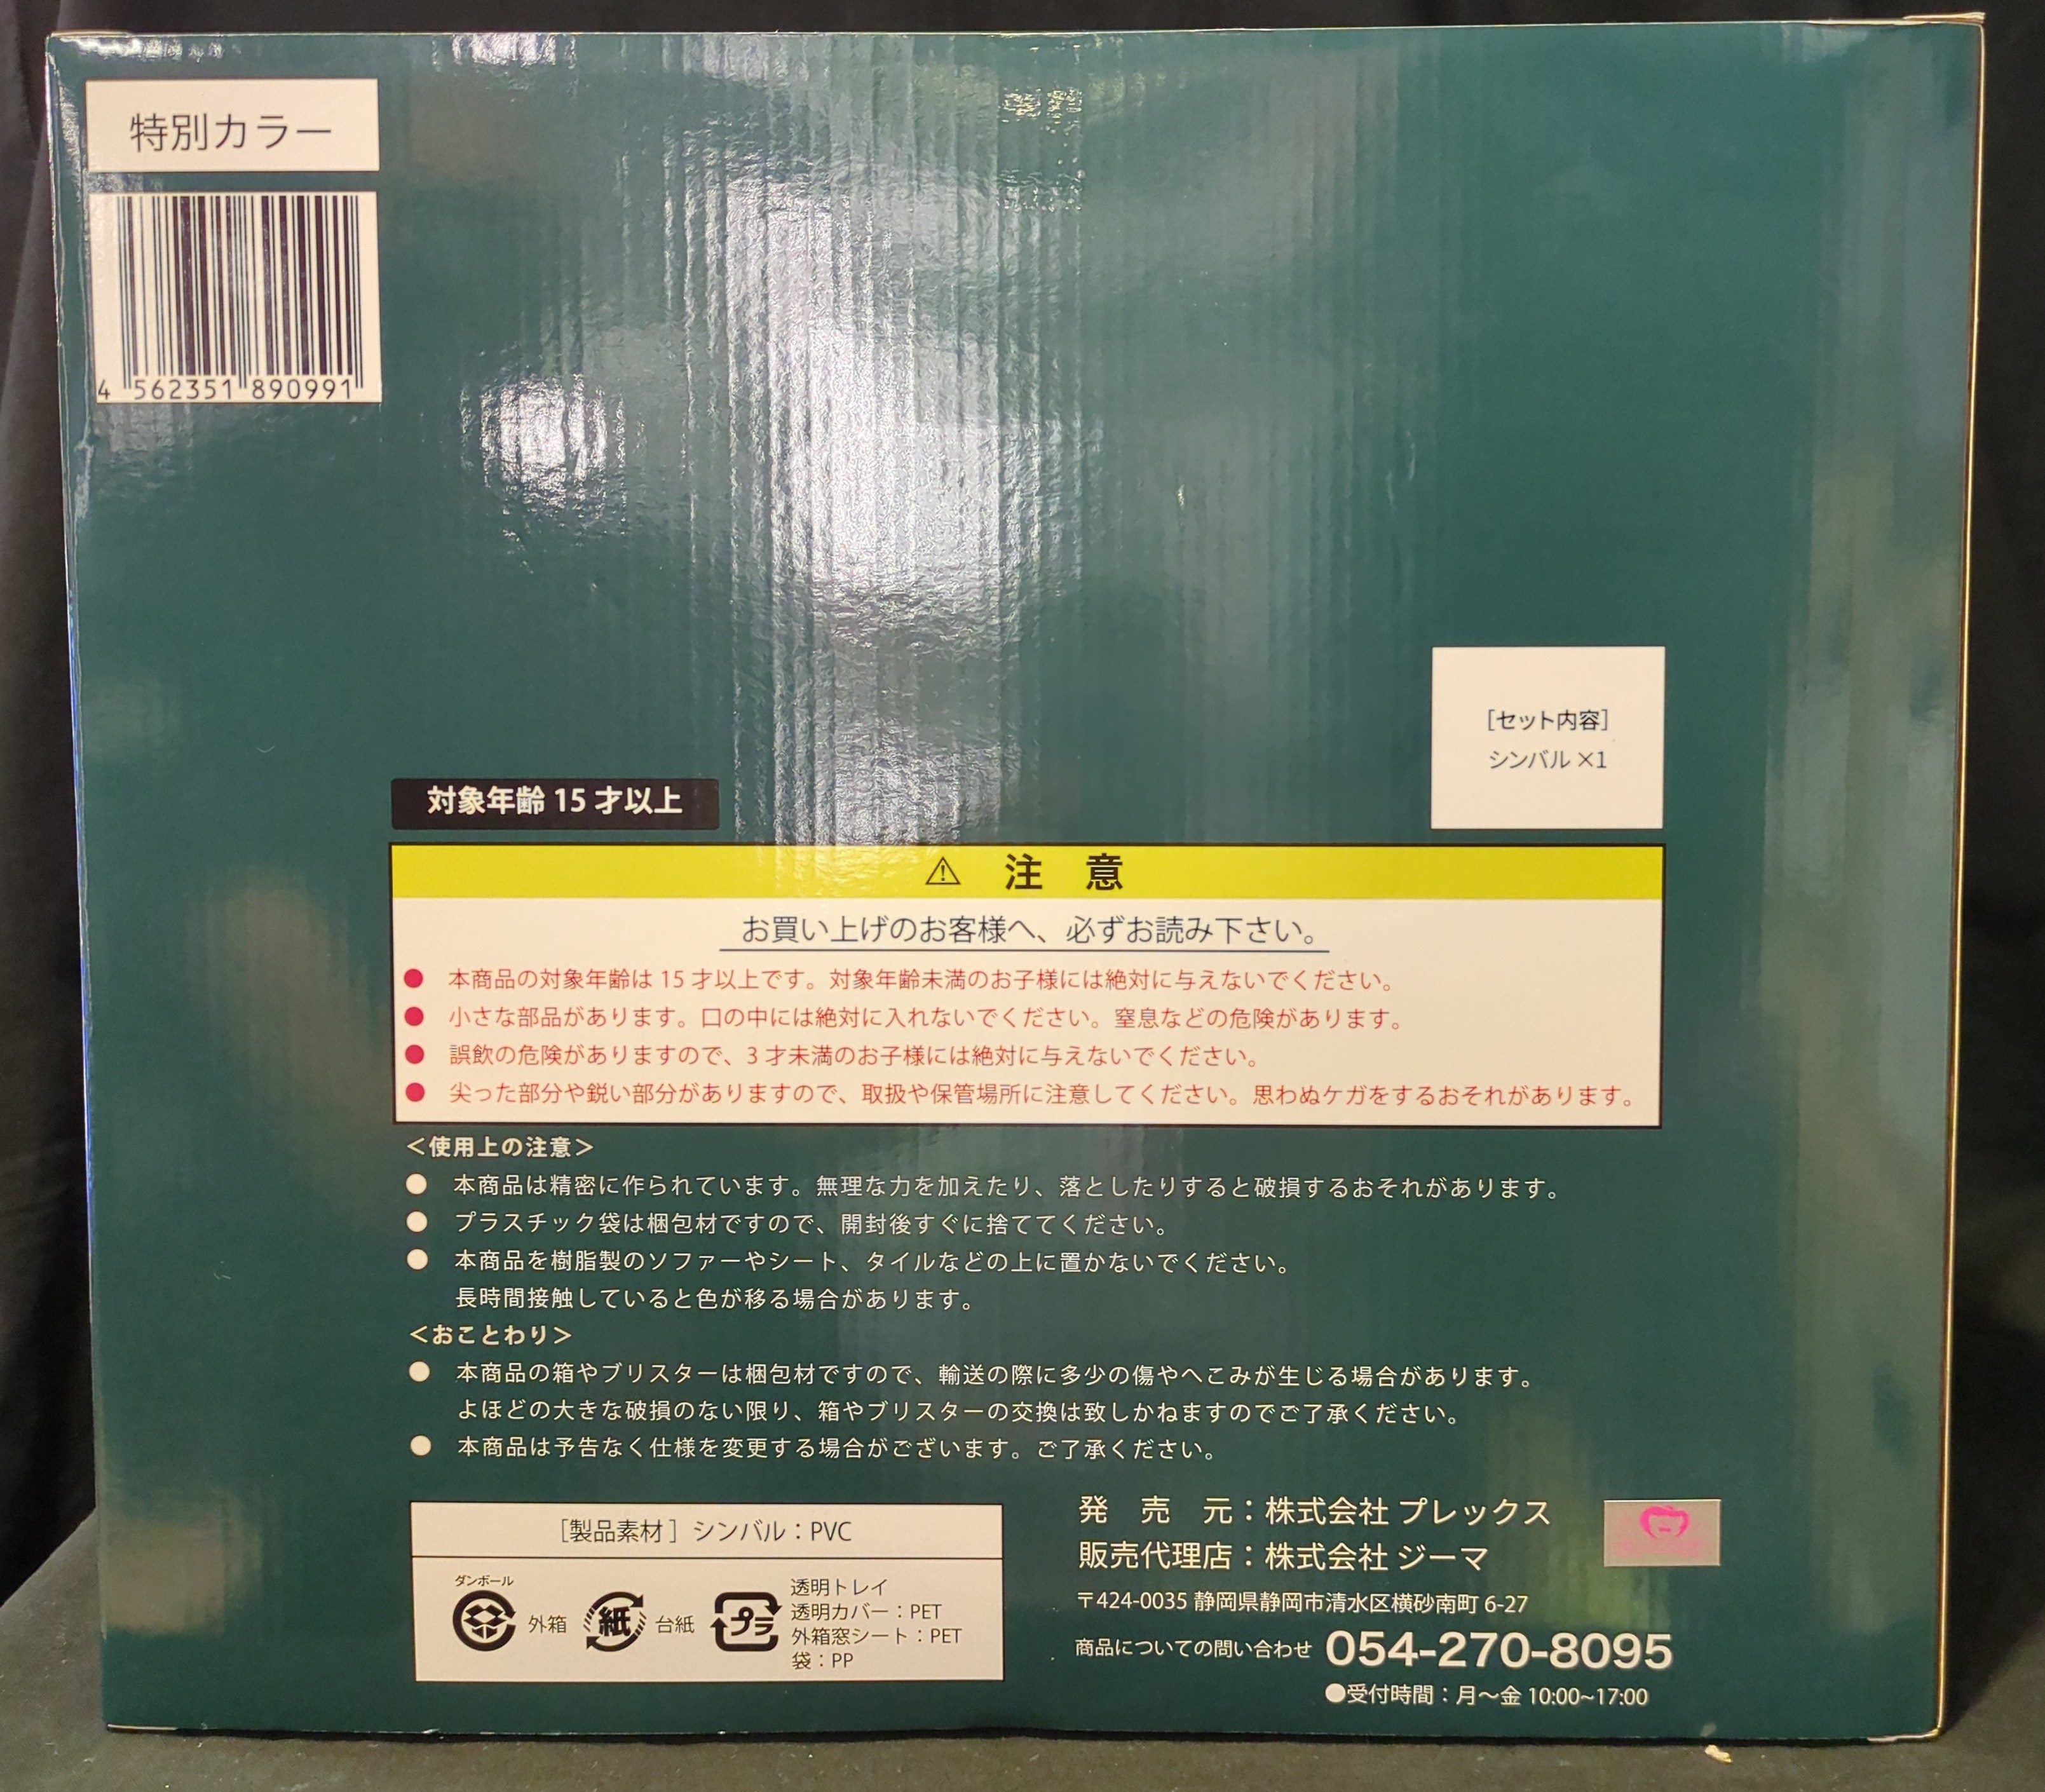 特別カラー
4 562351 890991
[セット内容]
シンバル ×1
対象年齢 15 才以上
⚠ 注 意
お買い上げのお客様へ、必ずお読み下さい。
● 本商品の対象年齢は 15 才以上です。対象年齢未満のお子様には絶対に与えないでください。
● 小さな部品があります。口の中には絶対に入れないでください。窒息などの危険があります。
● 誤飲の危険がありますので、3 才未満のお子様には絶対に与えないでください。
● 尖った部分や鋭い部分がありますので、取扱や保管場所に注意してください。思わぬケガをするおそれがあります。
＜使用上の注意＞
● 本商品は精密に作られています。無理な力を加えたり、落としたりすると破損するおそれがあります。
● プラスチック袋は梱包材ですので、開封後すぐに捨ててください。
● 本商品を樹脂製のソファーやシート、タイルなどの上に置かないでください。
長時間接触していると色が移る場合があります。
＜おことわり＞
● 本商品の箱やブリスターは梱包材ですので、輸送の際に多少の傷やへこみが生じる場合があります。
よほどの大きな破損のない限り、箱やブリスターの交換は致しかねますのでご了承ください。
● 本商品は予告なく仕様を変更する場合がございます。ご了承ください。
[製品素材] シンバル：PVC
ダンボール
外箱
紙
台紙
プラ
透明トレイ
透明カバー：PET
外箱窓シート：PET
袋：PP
発 売 元：株式会社 プレックス
販売代理店：株式会社 ジーマ
〒424-0035 静岡県静岡市清水区横砂南町 6-27
商品についての問い合わせ 054-270-8095
●受付時間：月～金 10:00~17:00